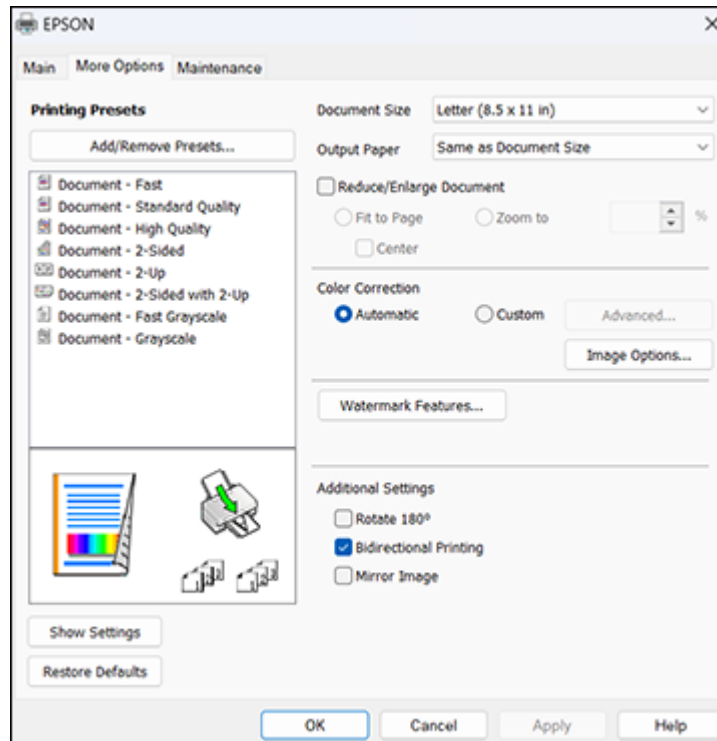 EPSON
Main
More Options
Maintenance
Printing Presets
Add/Remove Presets...
Document - Fast
Document - Standard Quality
Document - High Quality
Document - 2-Sided
Document - 2-Up
Document - 2-Sided with 2-Up
Document - Fast Grayscale
Document - Grayscale
Show Settings
Restore Defaults
Document Size
Letter (8.5 x 11 in)
Output Paper
Same as Document Size
Reduce/Enlarge Document
Fit to Page
Zoom to
%
Center
Color Correction
Automatic
Custom
Advanced...
Image Options...
Watermark Features...
Additional Settings
Rotate 180º
Bidirectional Printing
Mirror Image
OK
Cancel
Apply
Help